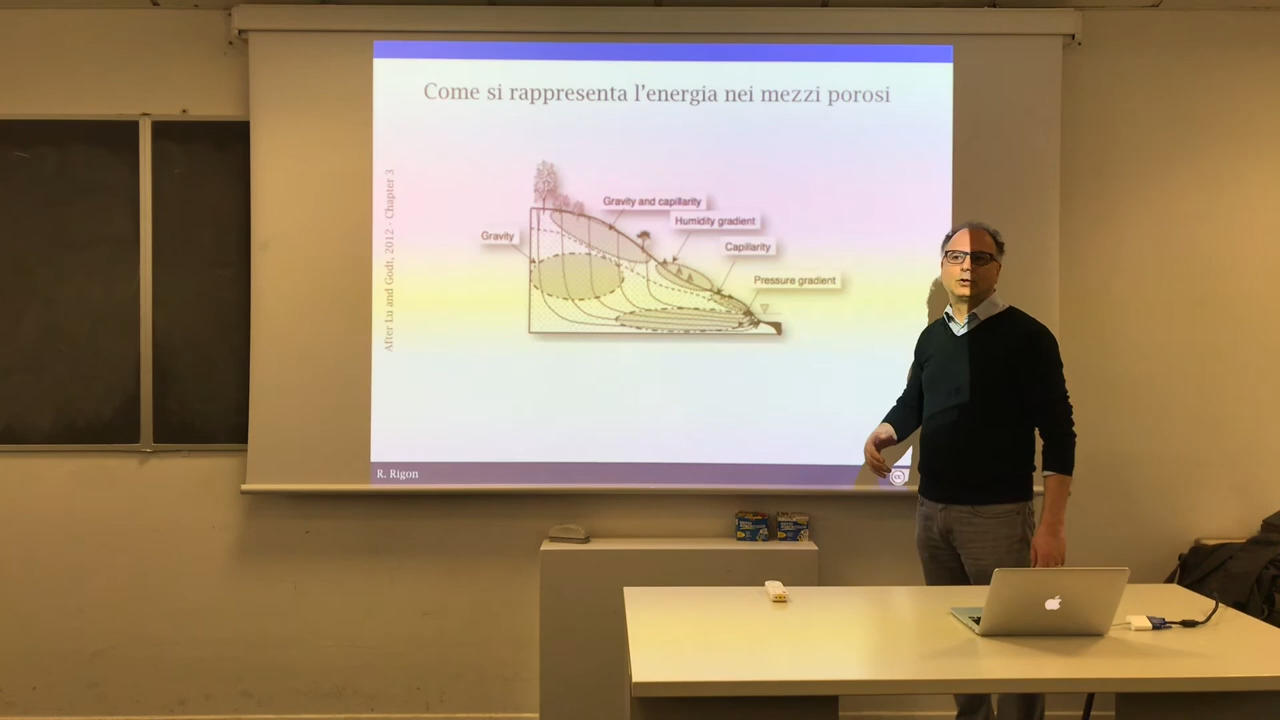 Come si rappresenta l'energia nei mezzi porosi
After Lu and Godt, 2012 - Chapter 3
Gravity and capillarity
Humidity gradient
Gravity
Capillarity
Pressure gradient
R. Rigon